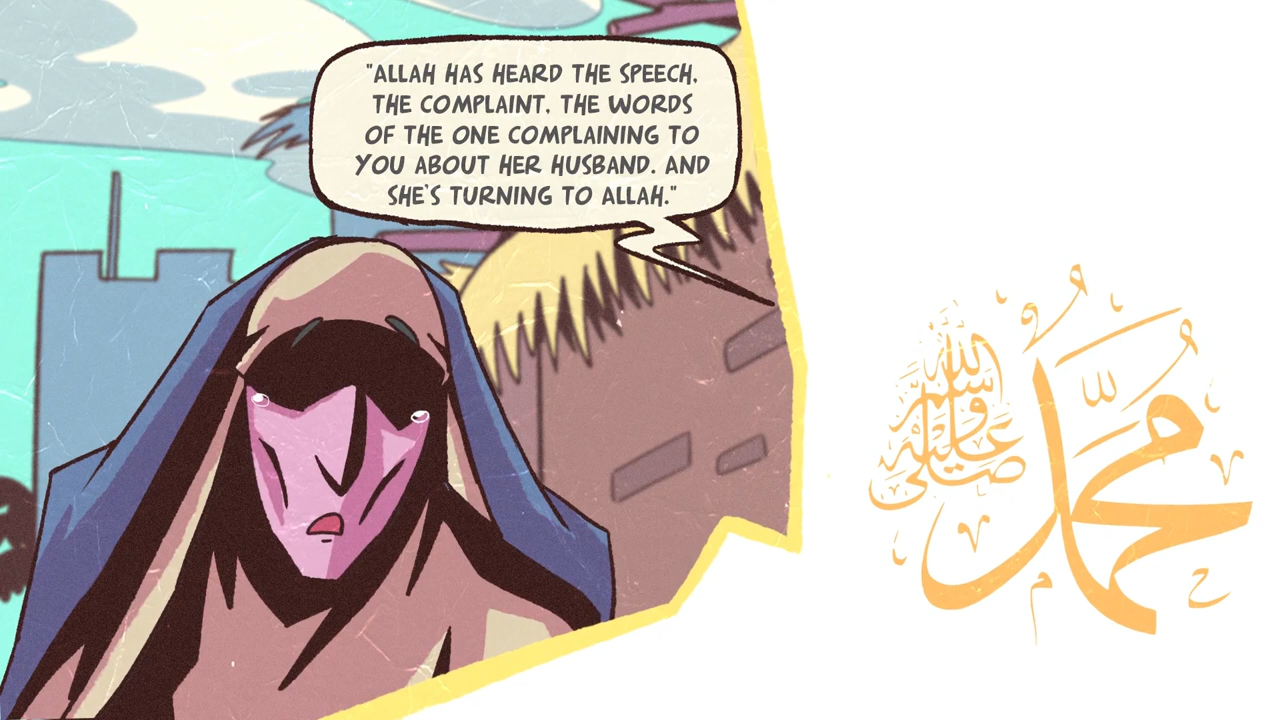 "ALLAH HAS HEARD THE SPEECH,
THE COMPLAINT, THE WORDS
OF THE ONE COMPLAINING TO
YOU ABOUT HER HUSBAND. AND
SHE'S TURNING TO ALLAH."
مُحَمَّد
صلى الله عليه وسلم